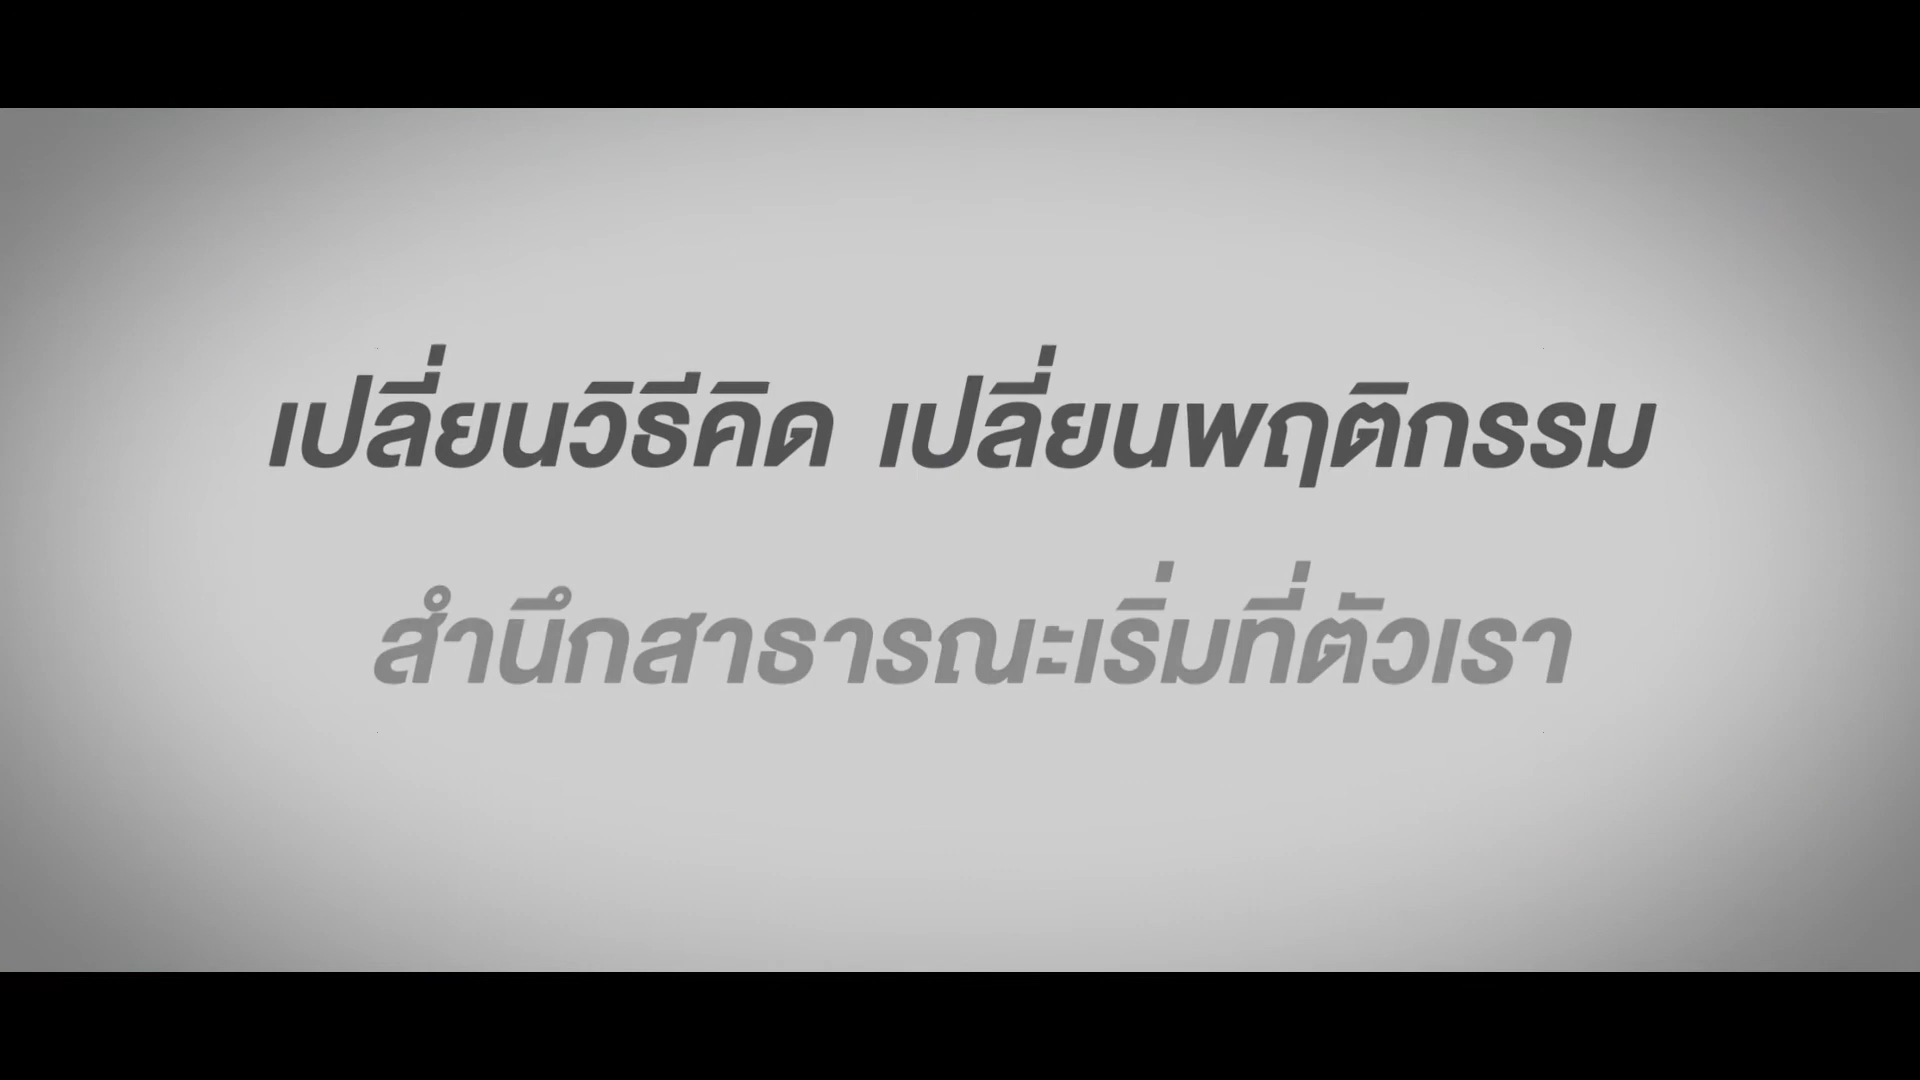 เปลี่ยนวิธีคิด เปลี่ยนพฤติกรรม
สำนึกสาธารณะเริ่มที่ตัวเรา